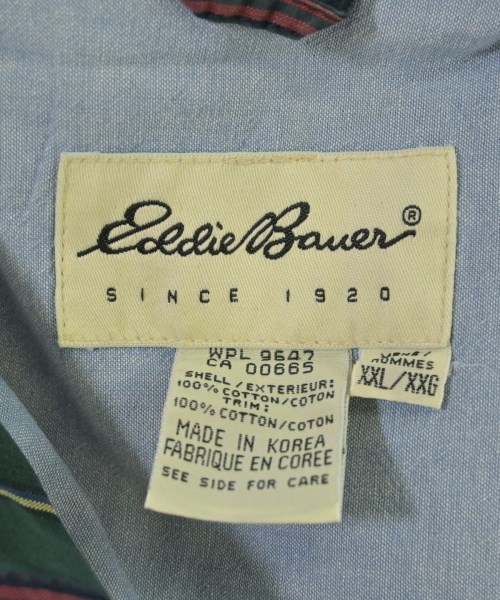 Eddie Bauer®
SINCE 1920
WPL 9647
CA 00665
SHELL/EXTERIEUR:
100% COTTON/COTON
TRIM:
100% COTTON/COTON
MADE IN KOREA
FABRIQUE EN COREE
SEE SIDE FOR CARE
HOMMES
XXL/XXG